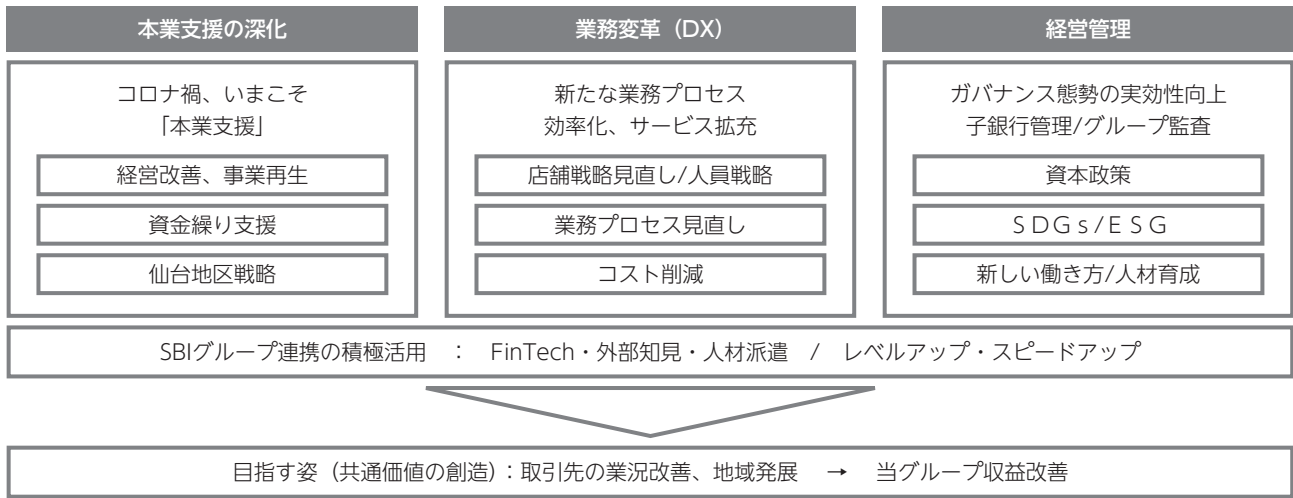 本業支援の深化
コロナ禍、いまこそ
「本業支援」
経営改善、事業再生
資金繰り支援
仙台地区戦略
業務変革（DX）
新たな業務プロセス
効率化、サービス拡充
店舗戦略見直し/人員戦略
業務プロセス見直し
コスト削減
経営管理
ガバナンス態勢の実効性向上
子銀行管理/グループ監査
資本政策
ＳＤＧｓ/ＥＳＧ
新しい働き方/人材育成
SBIグループ連携の積極活用　：　FinTech・外部知見・人材派遣　/　レベルアップ・スピードアップ
目指す姿（共通価値の創造）：取引先の業況改善、地域発展　→　当グループ収益改善